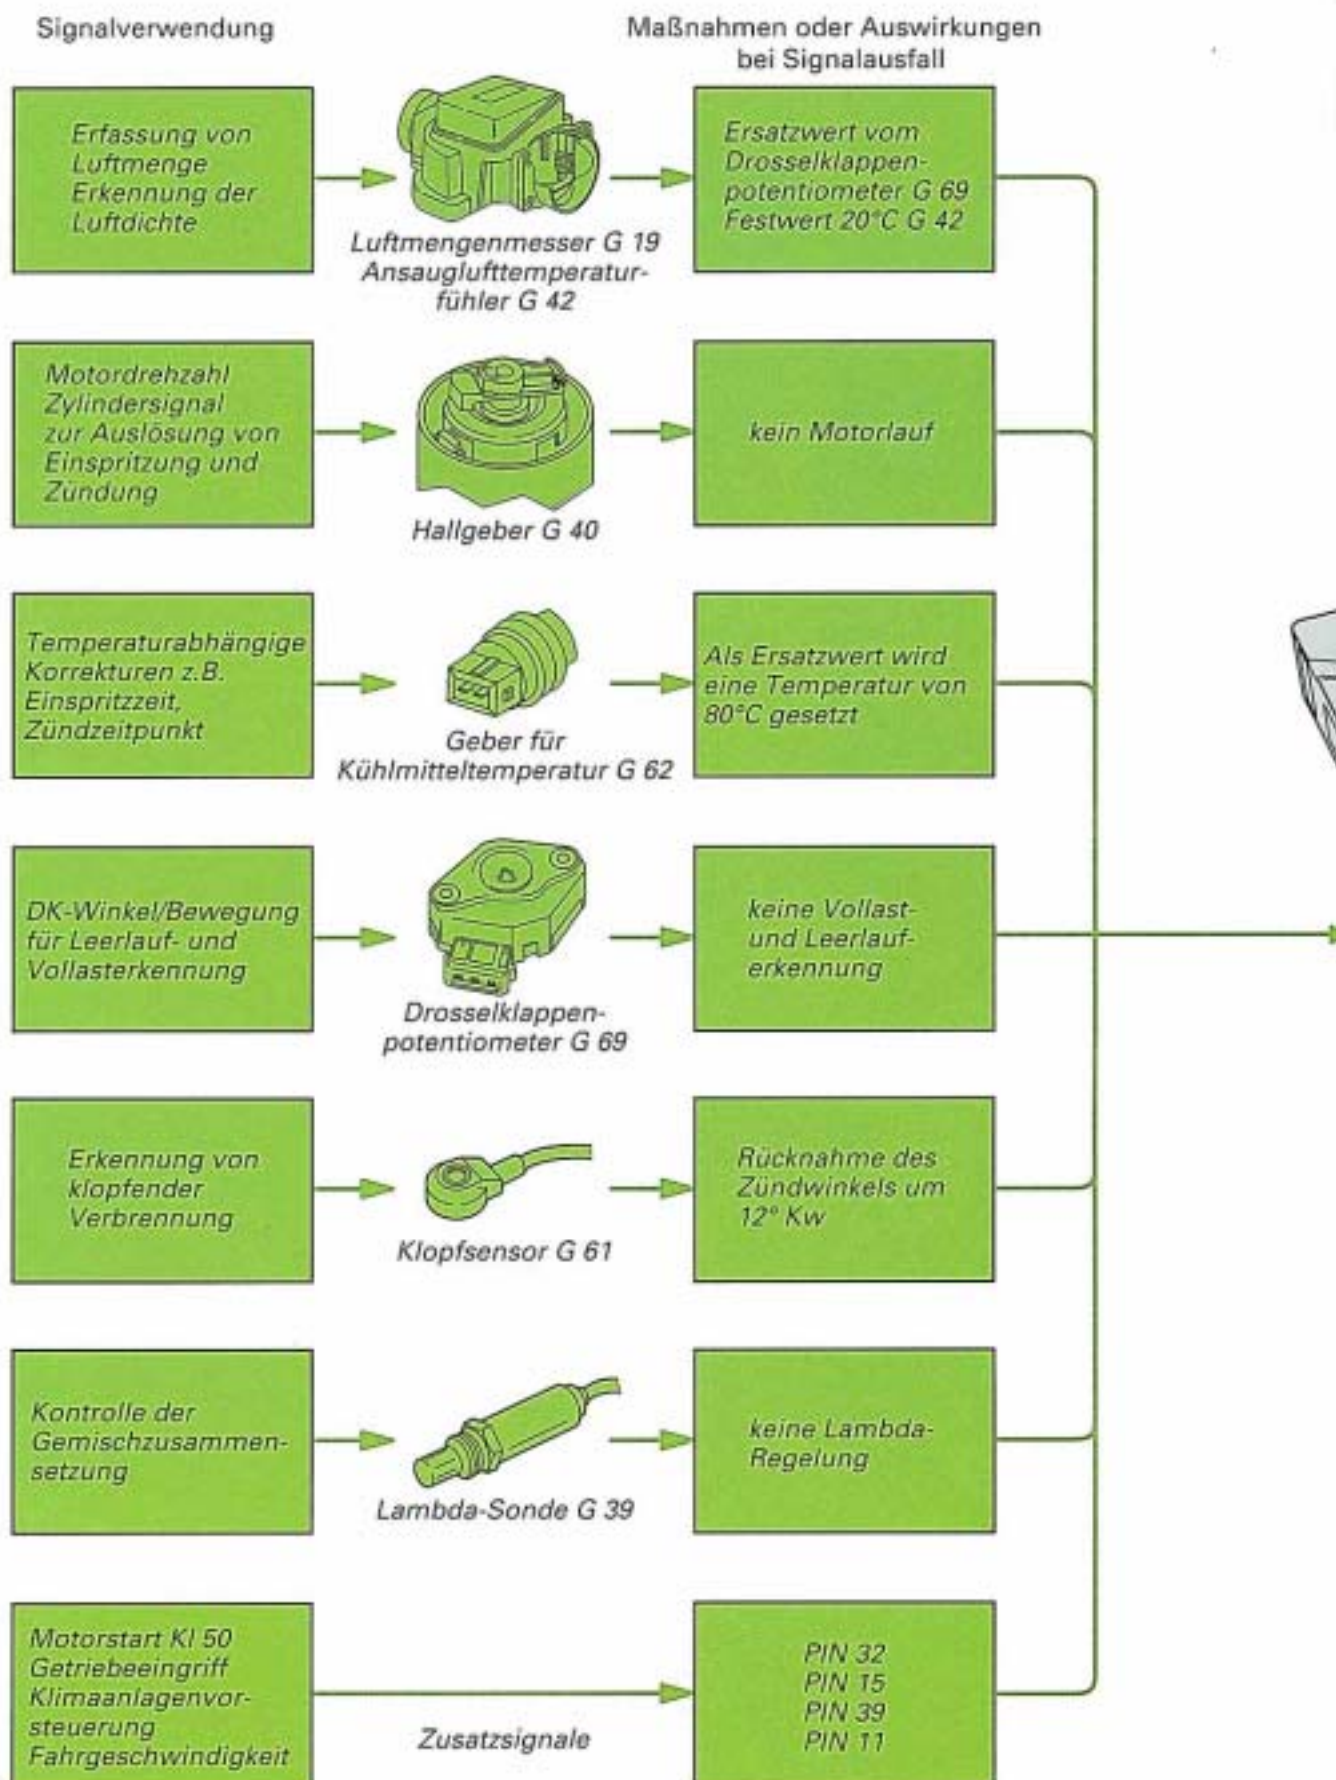 Signalverwendung
Maßnahmen oder Auswirkungen
bei Signalausfall
Erfassung von
Luftmenge
Erkennung der
Luftdichte
Luftmengenmesser G 19
Ansauglufttemperatur-
fühler G 42
Ersatzwert vom
Drosselklappen-
potentiometer G 69
Festwert 20°C G 42
Motordrehzahl
Zylindersignal
zur Auslösung von
Einspritzung und
Zündung
Hallgeber G 40
kein Motorlauf
Temperaturabhängige
Korrekturen z.B.
Einspritzzeit,
Zündzeitpunkt
Geber für
Kühlmitteltemperatur G 62
Als Ersatzwert wird
eine Temperatur von
80°C gesetzt
DK-Winkel/Bewegung
für Leerlauf- und
Vollasterkennung
Drosselklappen-
potentiometer G 69
keine Vollast-
und Leerlauf-
erkennung
Erkennung von
klopfender
Verbrennung
Klopfsensor G 61
Rücknahme des
Zündwinkels um
12° Kw
Kontrolle der
Gemischzusammen-
setzung
Lambda-Sonde G 39
keine Lambda-
Regelung
Motorstart Kl 50
Getriebeeingriff
Klimaanlagenvor-
steuerung
Fahrgeschwindigkeit
Zusatzsignale
PIN 32
PIN 15
PIN 39
PIN 11